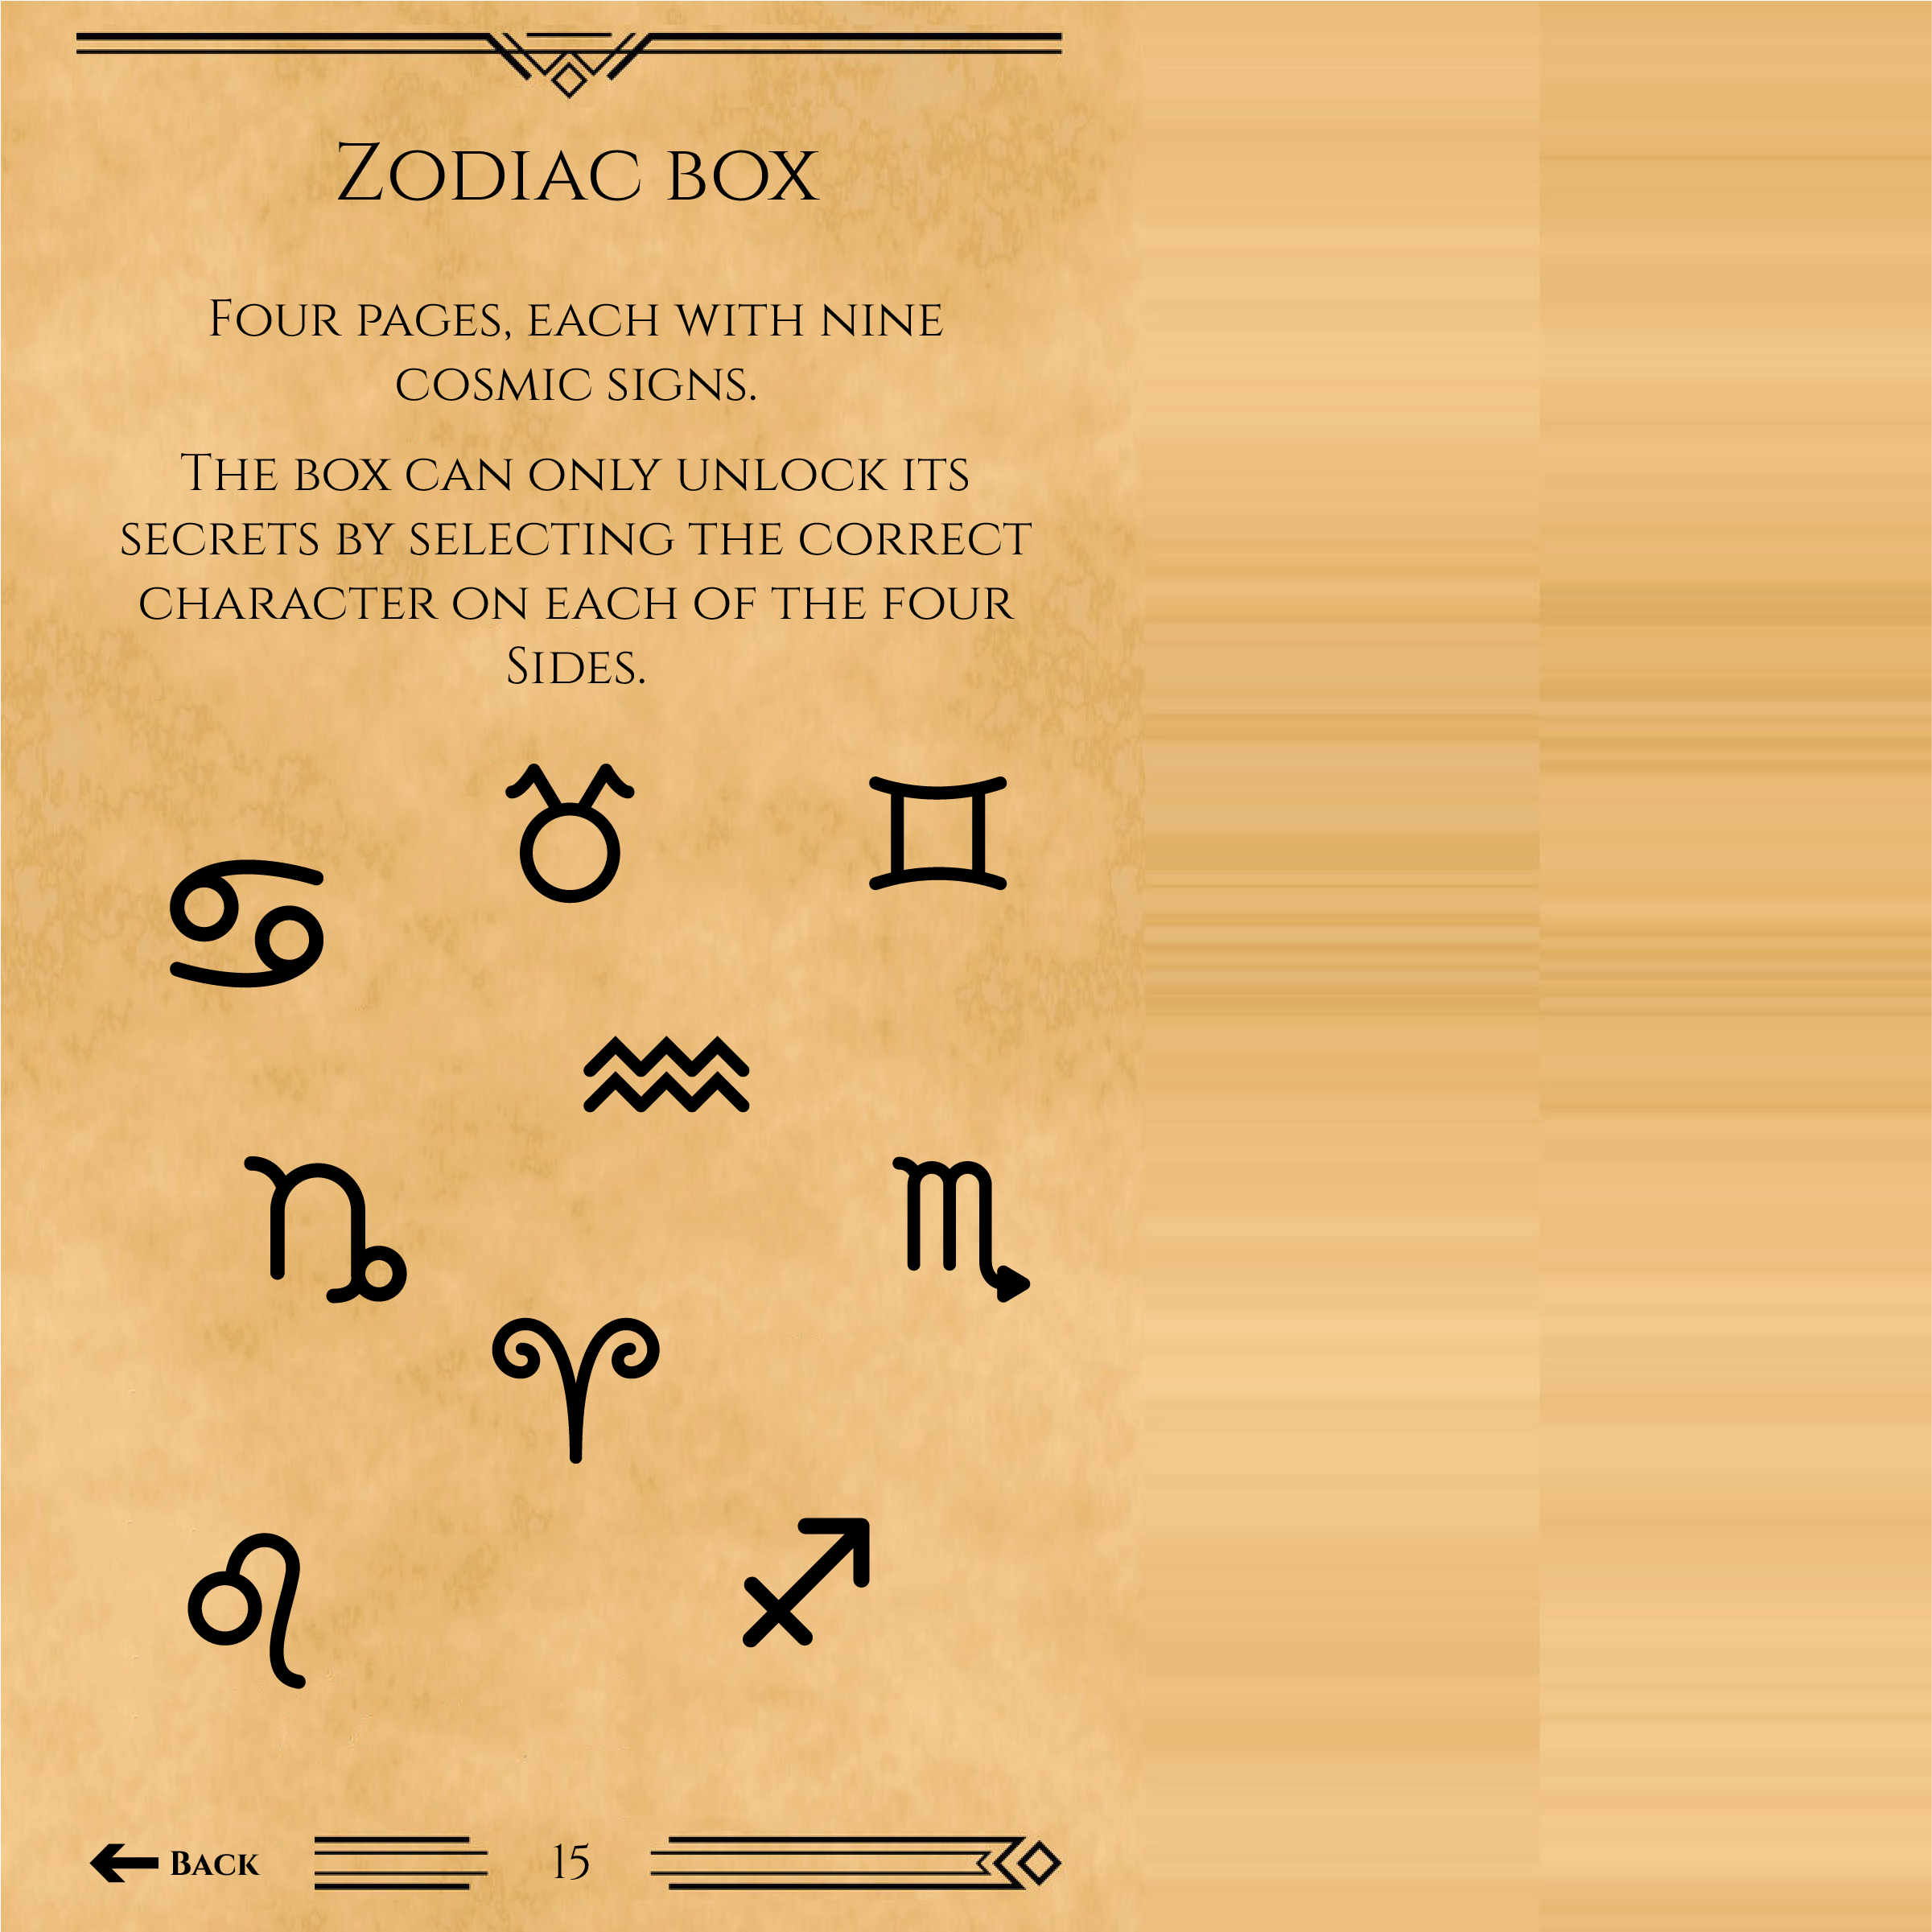 Zodiac box
Four pages, each with nine
cosmic signs.
The box can only unlock its
secrets by selecting the correct
character on each of the four
Sides.
♉ ♊
♋
♒
♑ ♏
♈
♌ ♐
Back 15